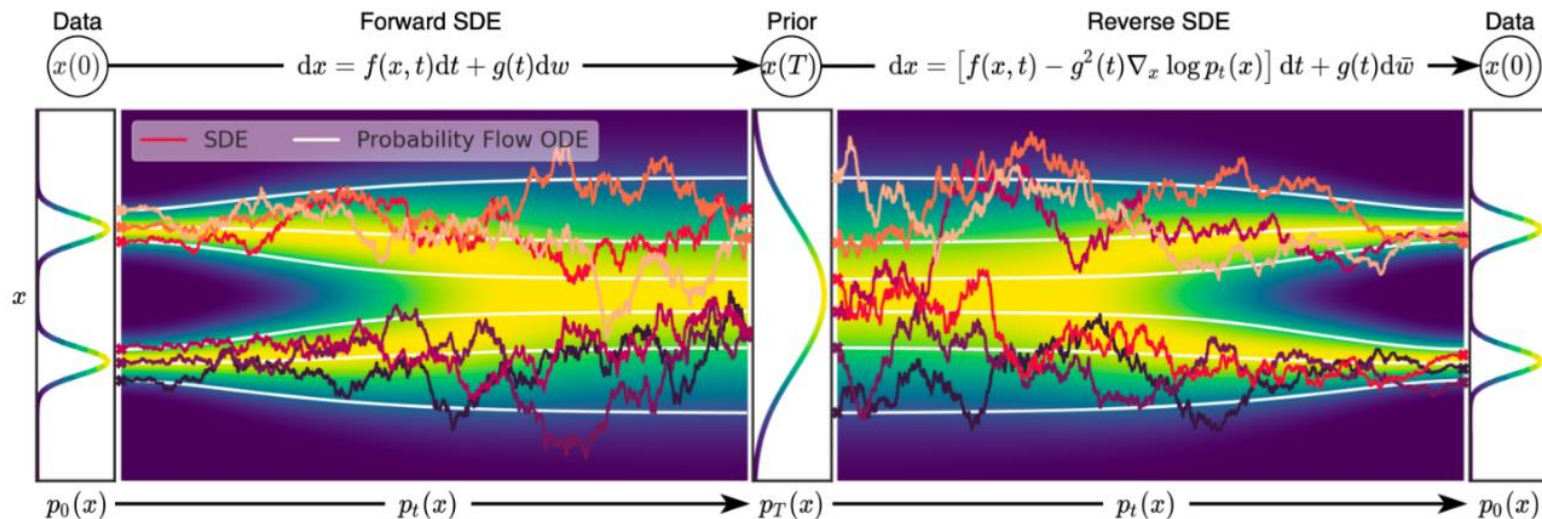 Data Forward SDE Prior Reverse SDE Data
x(0) dx = f(x, t)dt + g(t)dw x(T) dx = [f(x, t) − g²(t)∇ₓ log pₜ(x)] dt + g(t)dw̄ x(0)
SDE Probability Flow ODE
x
p₀(x) pₜ(x) p_T(x) pₜ(x) p₀(x)